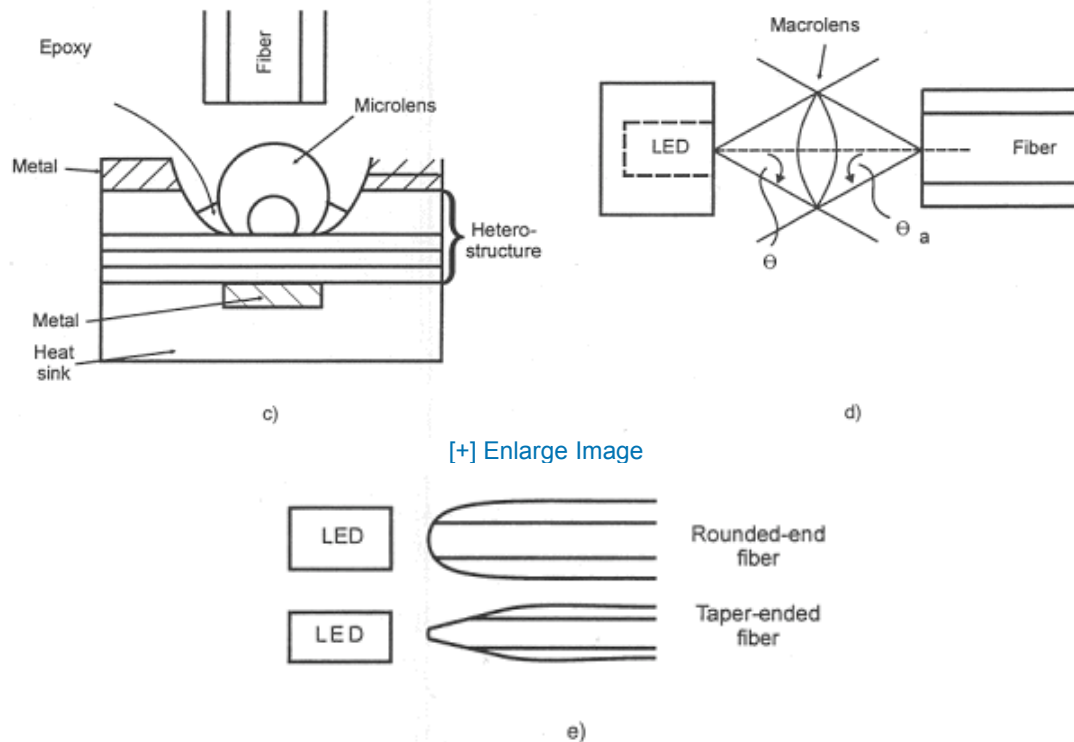 Epoxy
Fiber
Microlens
Metal
Hetero-
structure
Metal
Heat
sink
c)
Macrolens
LED
Fiber
Θ
Θ a
d)
[+] Enlarge Image
LED
Rounded-end
fiber
LED
Taper-ended
fiber
e)